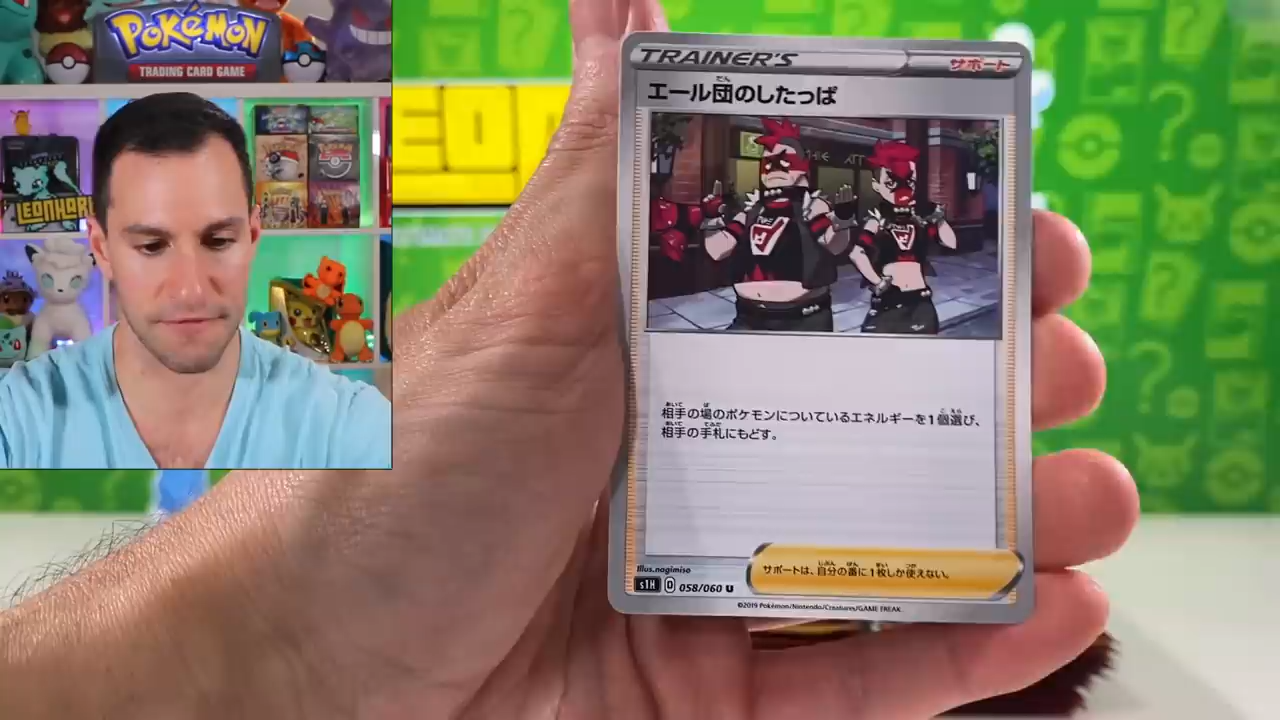 Pokémon
TRADING CARD GAME
LEONHAR
EON
TRAINER'S
サポート
エール団のしたっぱ
相手の場のポケモンについているエネルギーを1個選び、
相手の手札にもどす。
サポートは、自分の番に1枚しか使えない。
Illus.nagimiso
s1H D 058/060 U
©2019 Pokémon/Nintendo/Creatures/GAME FREAK.